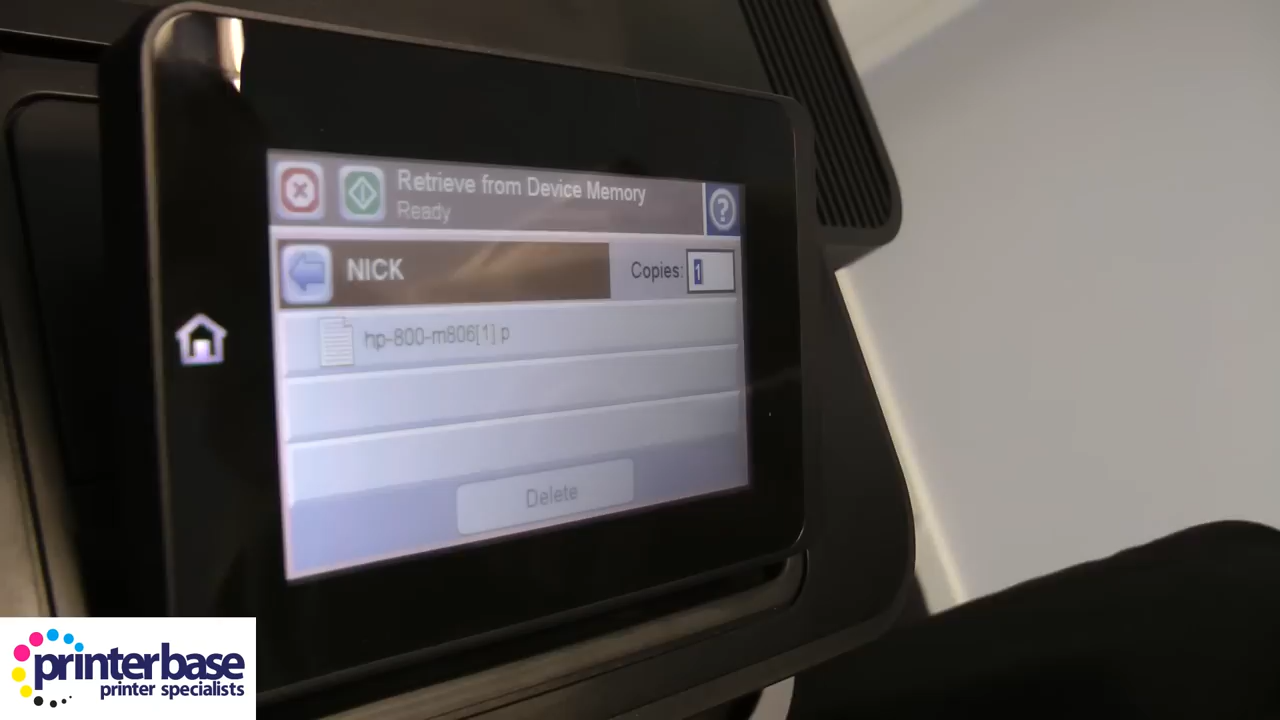 Retrieve from Device Memory
Ready
?
NICK
Copies: 1
hp-800-m806[1] p
Delete
printerbase
printer specialists